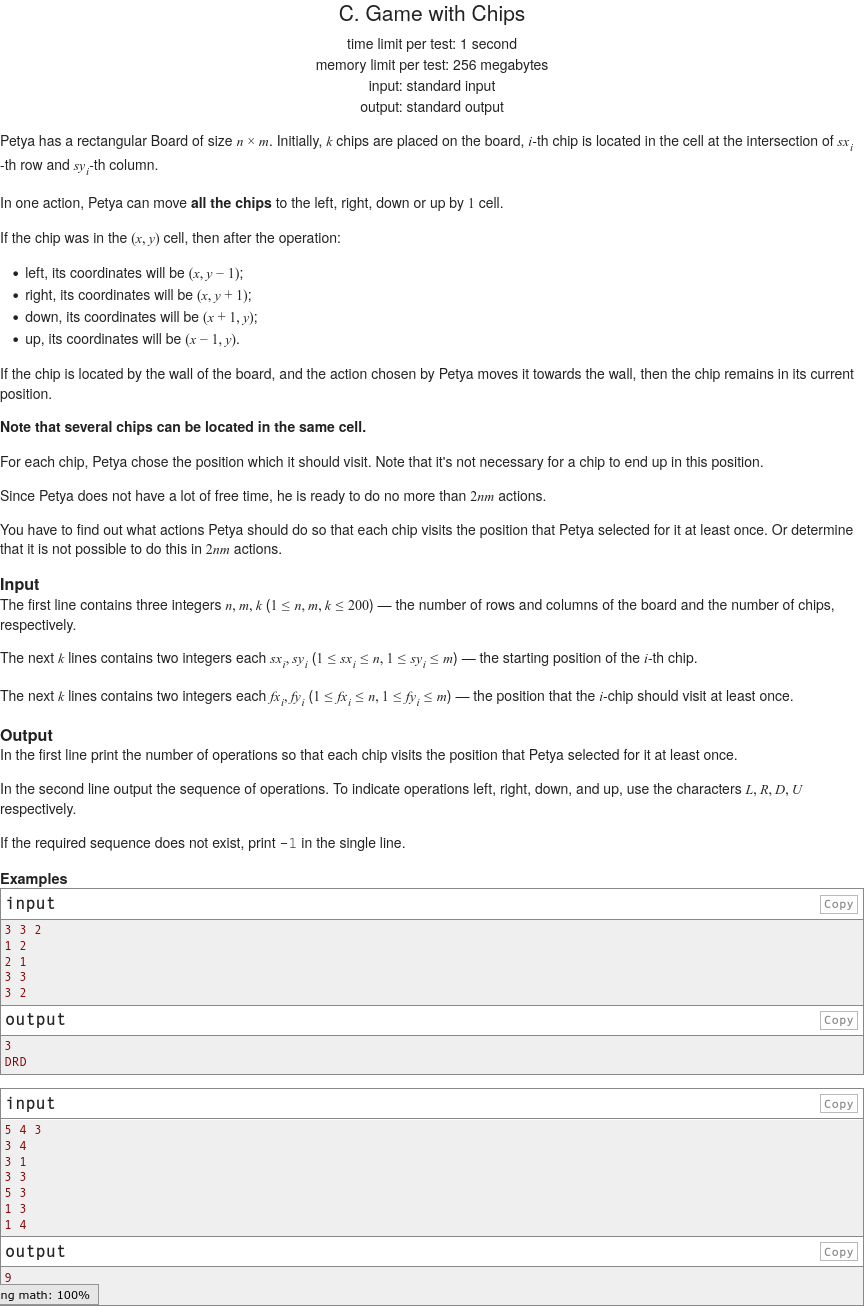 C. Game with Chips
time limit per test: 1 second
memory limit per test: 256 megabytes
input: standard input
output: standard output
Petya has a rectangular Board of size n × m. Initially, k chips are placed on the board, i-th chip is located in the cell at the intersection of sx_i
-th row and sy_i-th column.
In one action, Petya can move all the chips to the left, right, down or up by 1 cell.
If the chip was in the (x, y) cell, then after the operation:
• left, its coordinates will be (x, y − 1);
• right, its coordinates will be (x, y + 1);
• down, its coordinates will be (x + 1, y);
• up, its coordinates will be (x − 1, y).
If the chip is located by the wall of the board, and the action chosen by Petya moves it towards the wall, then the chip remains in its current
position.
Note that several chips can be located in the same cell.
For each chip, Petya chose the position which it should visit. Note that it's not necessary for a chip to end up in this position.
Since Petya does not have a lot of free time, he is ready to do no more than 2nm actions.
You have to find out what actions Petya should do so that each chip visits the position that Petya selected for it at least once. Or determine
that it is not possible to do this in 2nm actions.
Input
The first line contains three integers n, m, k (1 ≤ n, m, k ≤ 200) — the number of rows and columns of the board and the number of chips,
respectively.
The next k lines contains two integers each sx_i, sy_i (1 ≤ sx_i ≤ n, 1 ≤ sy_i ≤ m) — the starting position of the i-th chip.
The next k lines contains two integers each fx_i, fy_i (1 ≤ fx_i ≤ n, 1 ≤ fy_i ≤ m) — the position that the i-chip should visit at least once.
Output
In the first line print the number of operations so that each chip visits the position that Petya selected for it at least once.
In the second line output the sequence of operations. To indicate operations left, right, down, and up, use the characters L, R, D, U
respectively.
If the required sequence does not exist, print -1 in the single line.
Examples
input Copy
3 3 2
1 2
2 1
3 3
3 2
output Copy
3
DRD
input Copy
5 4 3
3 4
3 1
3 3
5 3
1 3
1 4
output Copy
9
ng math: 100%